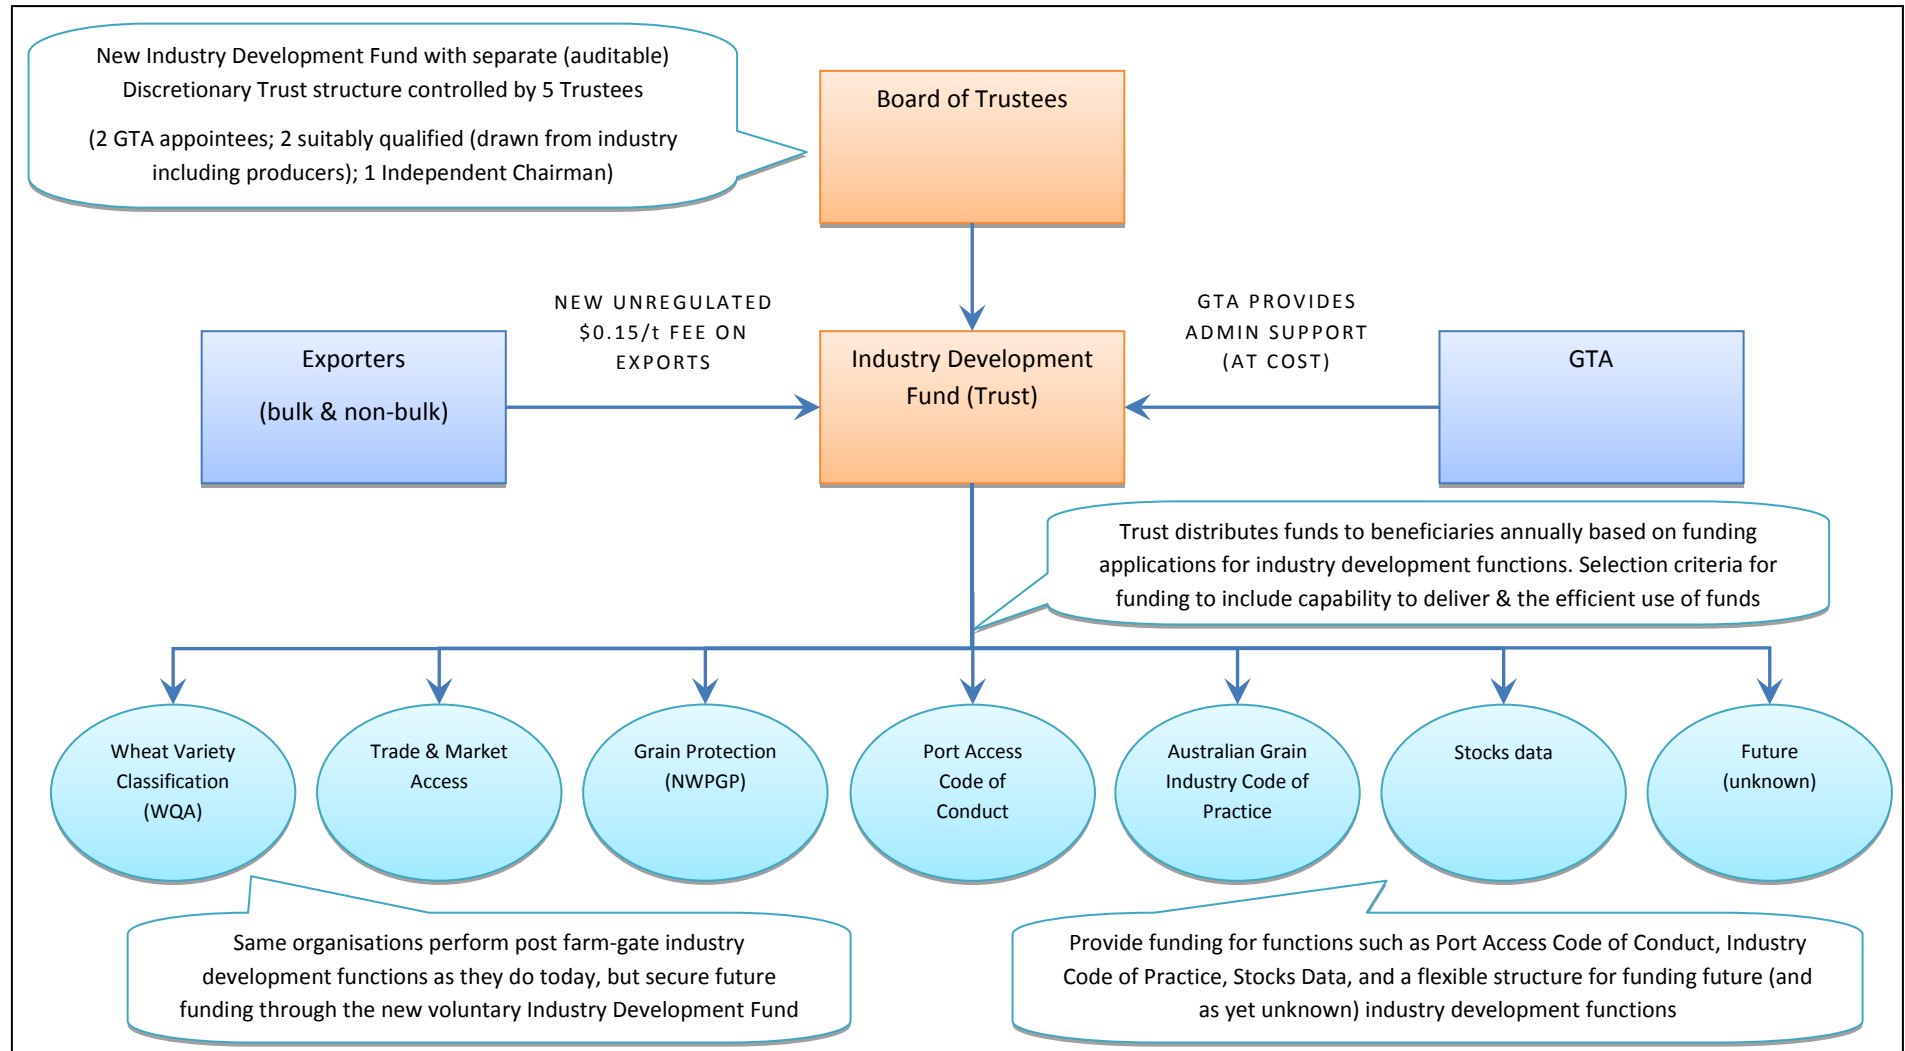 New Industry Development Fund with separate (auditable)
Discretionary Trust structure controlled by 5 Trustees
(2 GTA appointees; 2 suitably qualified (drawn from industry
including producers); 1 Independent Chairman)
Board of Trustees
NEW UNREGULATED
$0.15/t FEE ON
EXPORTS
GTA PROVIDES
ADMIN SUPPORT
(AT COST)
Exporters
(bulk & non-bulk)
Industry Development
Fund (Trust)
GTA
Trust distributes funds to beneficiaries annually based on funding
applications for industry development functions. Selection criteria for
funding to include capability to deliver & the efficient use of funds
Wheat Variety
Classification
(WQA)
Trade & Market
Access
Grain Protection
(NWPGP)
Port Access
Code of
Conduct
Australian Grain
Industry Code of
Practice
Stocks data
Future
(unknown)
Same organisations perform post farm-gate industry
development functions as they do today, but secure future
funding through the new voluntary Industry Development Fund
Provide funding for functions such as Port Access Code of Conduct, Industry
Code of Practice, Stocks Data, and a flexible structure for funding future (and
as yet unknown) industry development functions